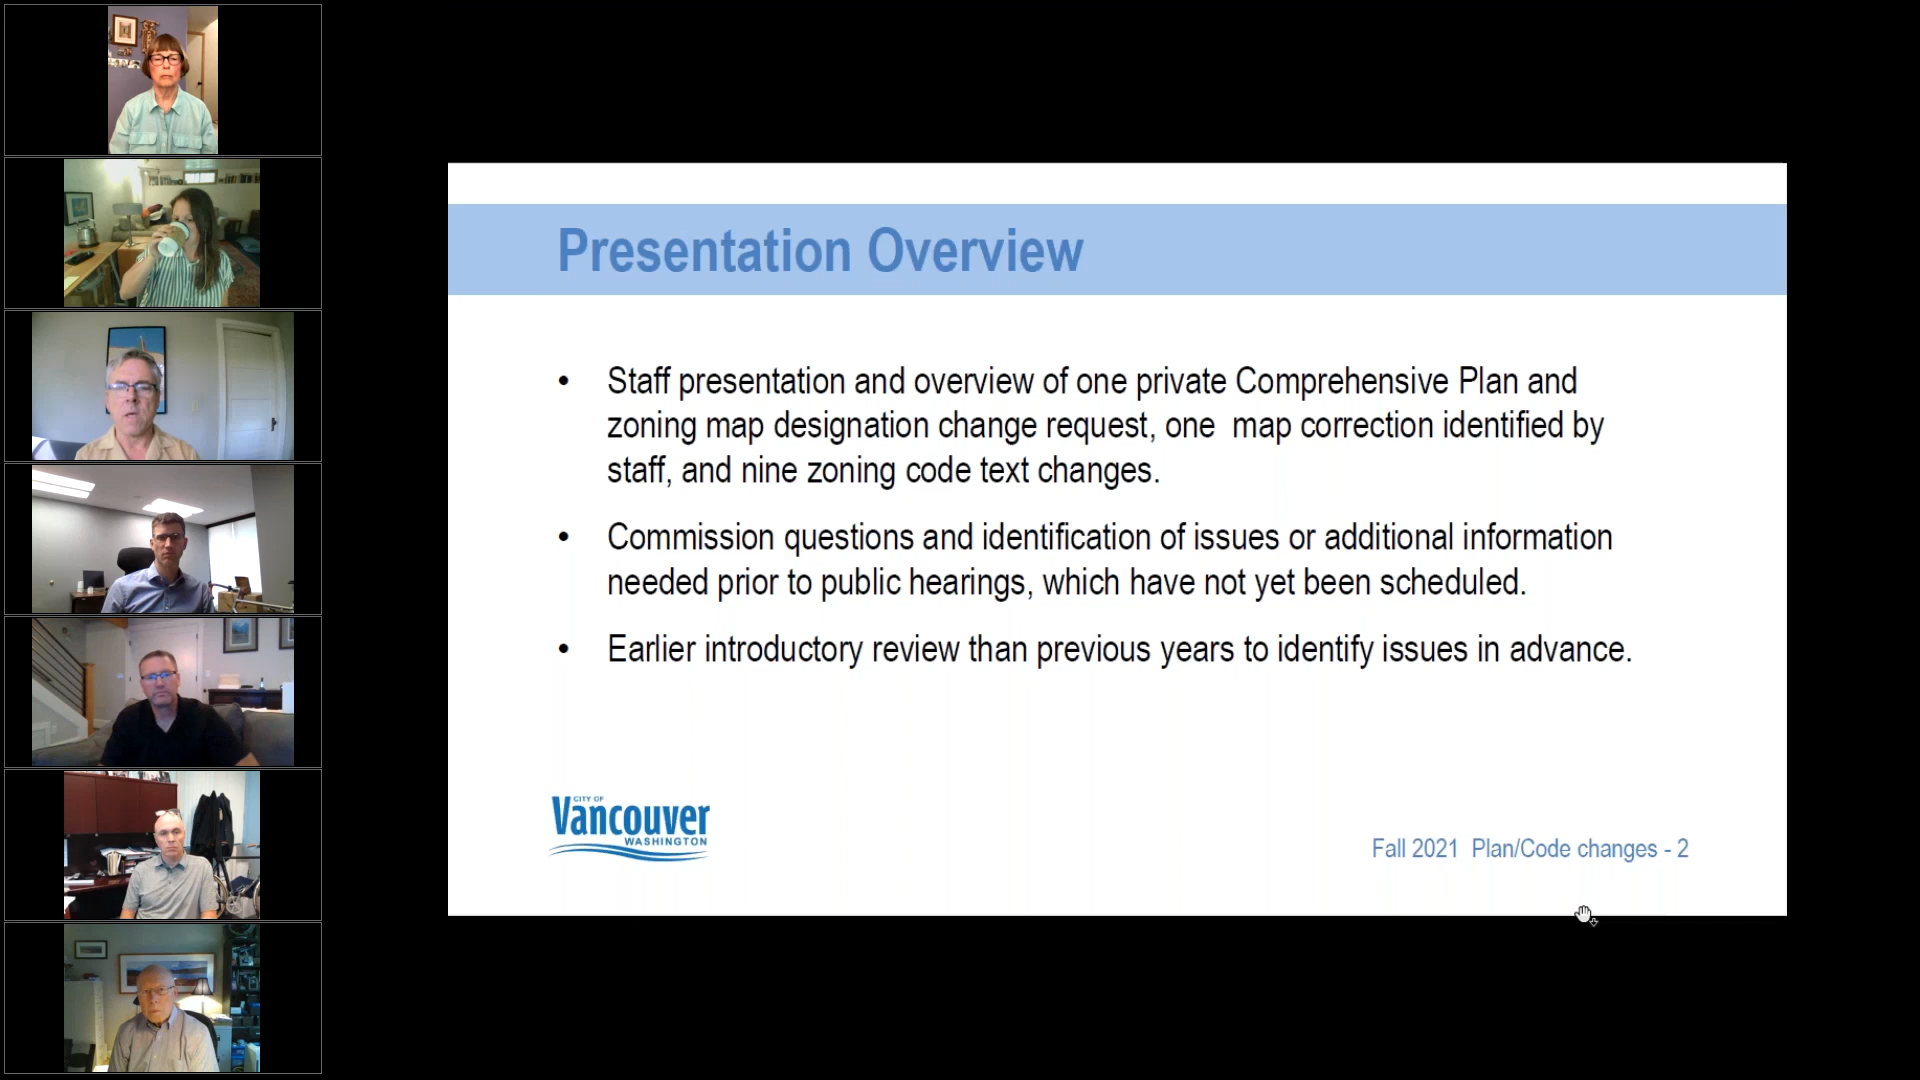 Presentation Overview
• Staff presentation and overview of one private Comprehensive Plan and
zoning map designation change request, one  map correction identified by
staff, and nine zoning code text changes.
• Commission questions and identification of issues or additional information
needed prior to public hearings, which have not yet been scheduled.
• Earlier introductory review than previous years to identify issues in advance.
CITY OF
Vancouver
WASHINGTON
Fall 2021  Plan/Code changes - 2